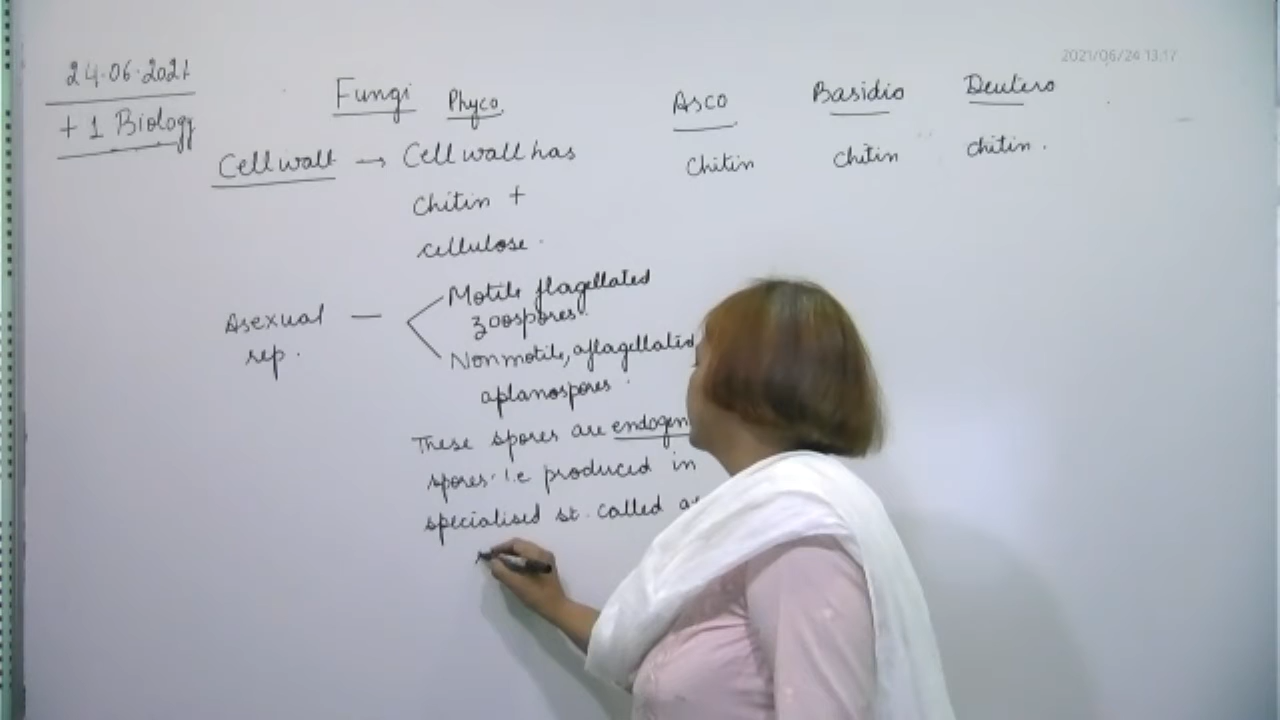 2021/06/24 13:17
24.06.2021
+ 1 Biology
Fungi Phyco. Asco Basidio Deutero
Cell wall → Cell wall has Chitin Chitin chitin.
Chitin +
cellulose.
Asexual rep. — Motile flagellated
zoospores.
Nonmotile, aflagellated
aplanospores.
These spores are
spores. i.e produced in
specialised st. called